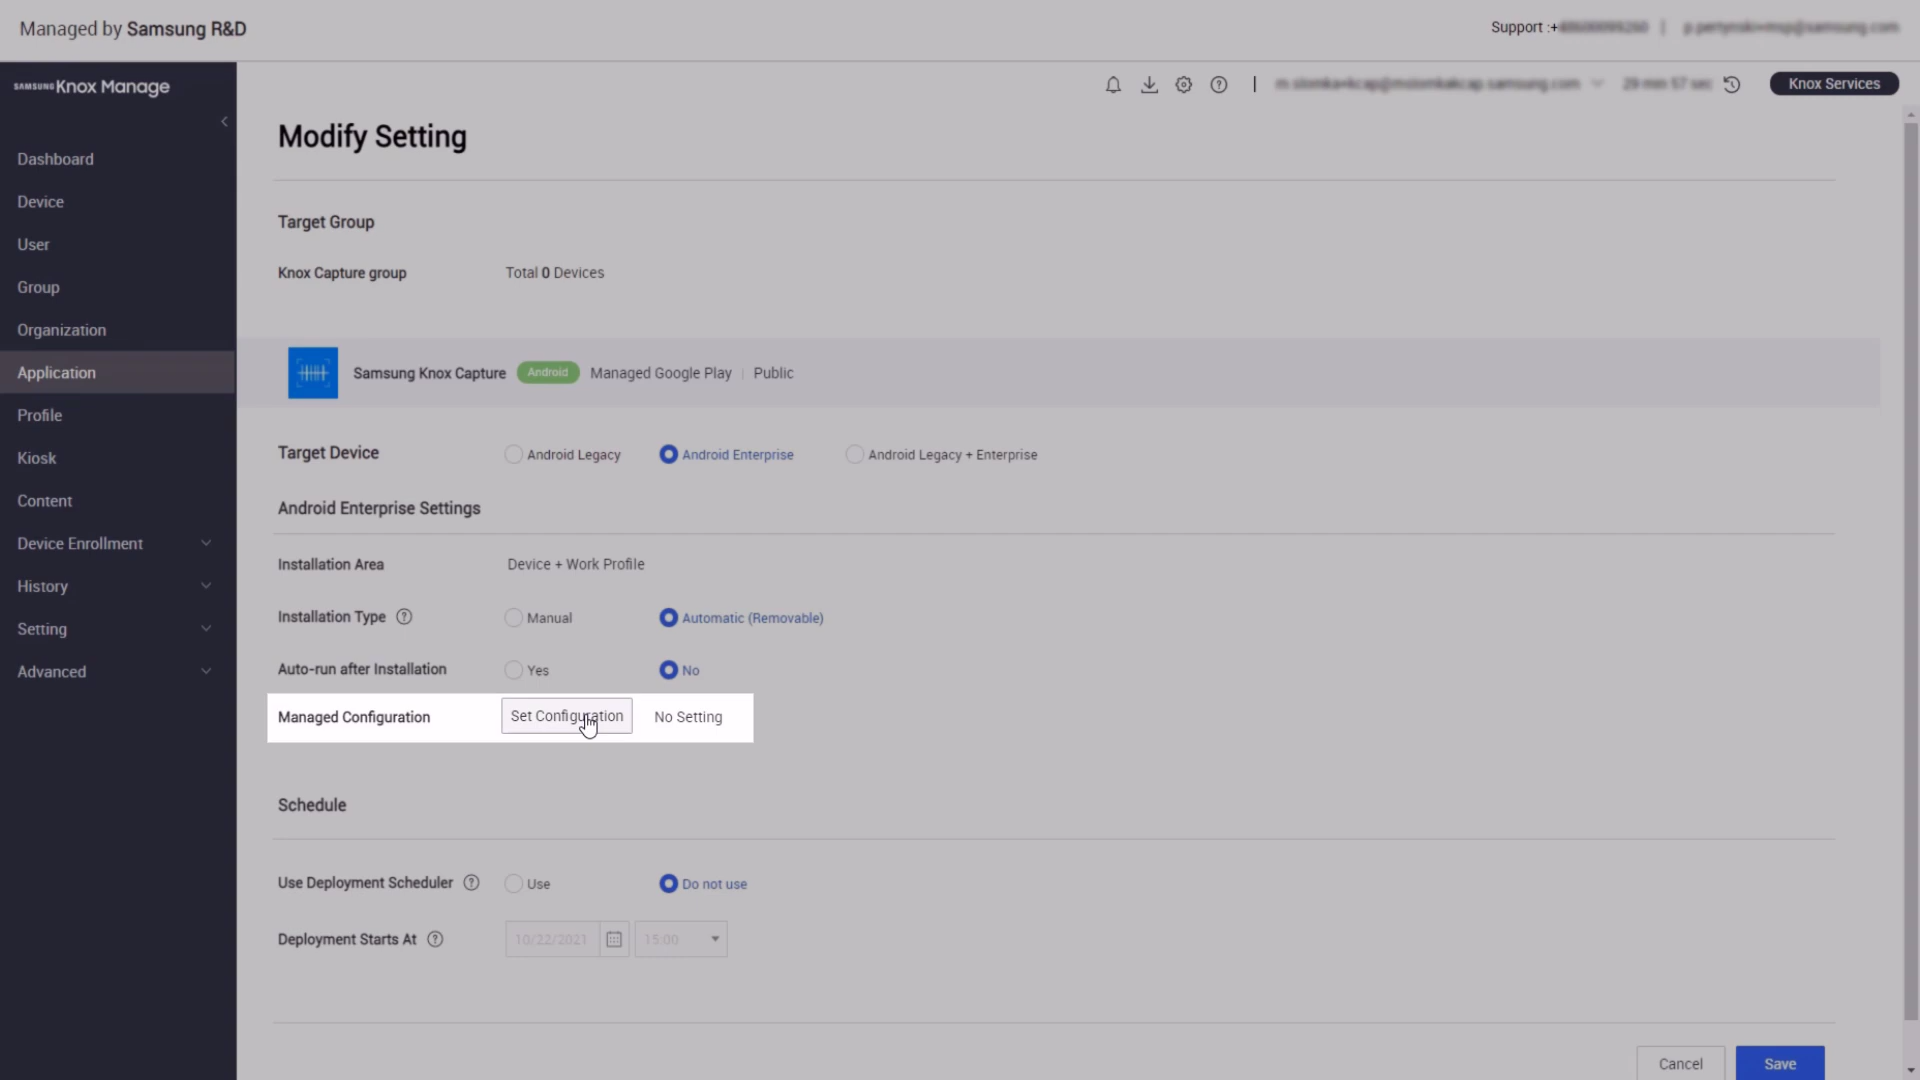 Managed by Samsung R&D
Support :+
SAMSUNG Knox Manage
Knox Services
Dashboard
Device
User
Group
Organization
Application
Profile
Kiosk
Content
Device Enrollment
History
Setting
Advanced
Modify Setting
Target Group
Knox Capture group Total 0 Devices
Samsung Knox Capture Android Managed Google Play | Public
Target Device Android Legacy Android Enterprise Android Legacy + Enterprise
Android Enterprise Settings
Installation Area Device + Work Profile
Installation Type ? Manual Automatic (Removable)
Auto-run after Installation Yes No
Managed Configuration Set Configuration No Setting
Schedule
Use Deployment Scheduler ? Use Do not use
Deployment Starts At ? 10/22/2021 15:00
Cancel Save